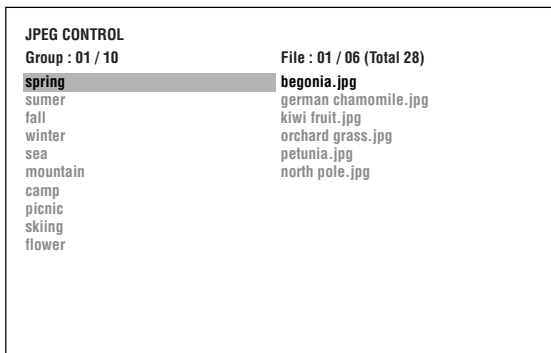 JPEG CONTROL
Group : 01 / 10
File : 01 / 06 (Total 28)
spring
sumer
fall
winter
sea
mountain
camp
picnic
skiing
flower
begonia.jpg
german chamomile.jpg
kiwi fruit.jpg
orchard grass.jpg
petunia.jpg
north pole.jpg